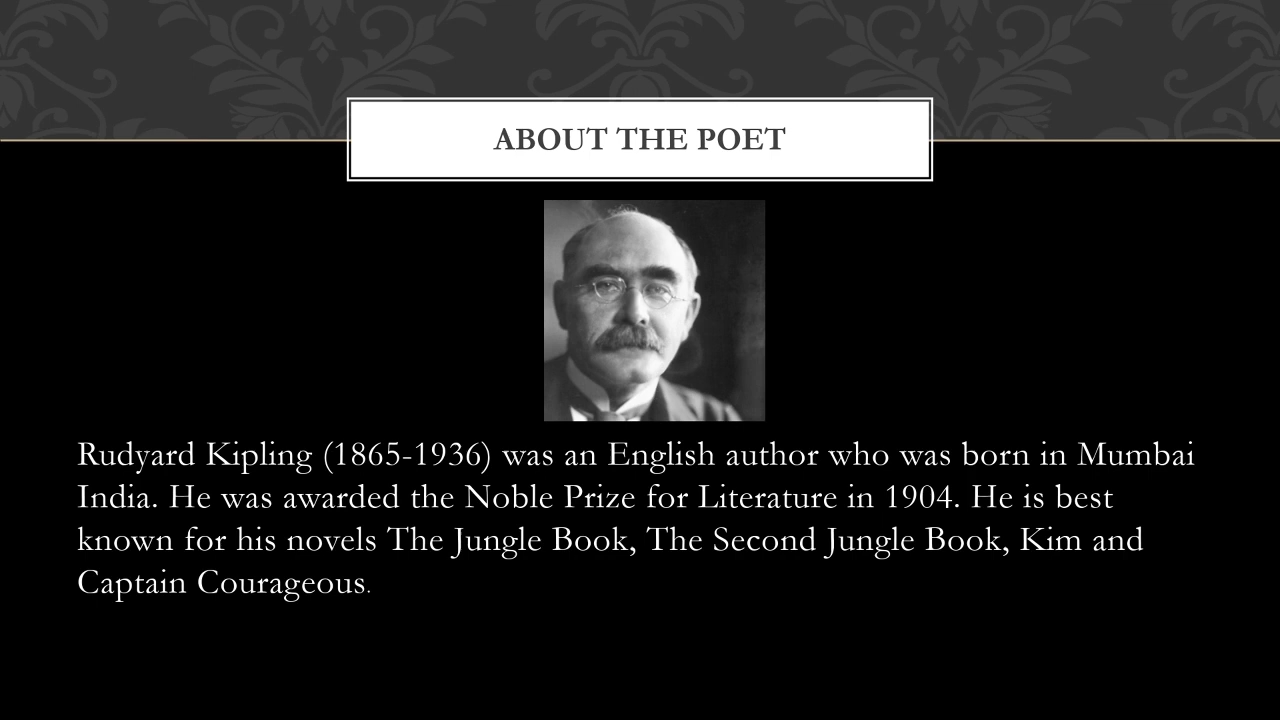 ABOUT THE POET
Rudyard Kipling (1865-1936) was an English author who was born in Mumbai
India. He was awarded the Noble Prize for Literature in 1904. He is best
known for his novels The Jungle Book, The Second Jungle Book, Kim and
Captain Courageous.